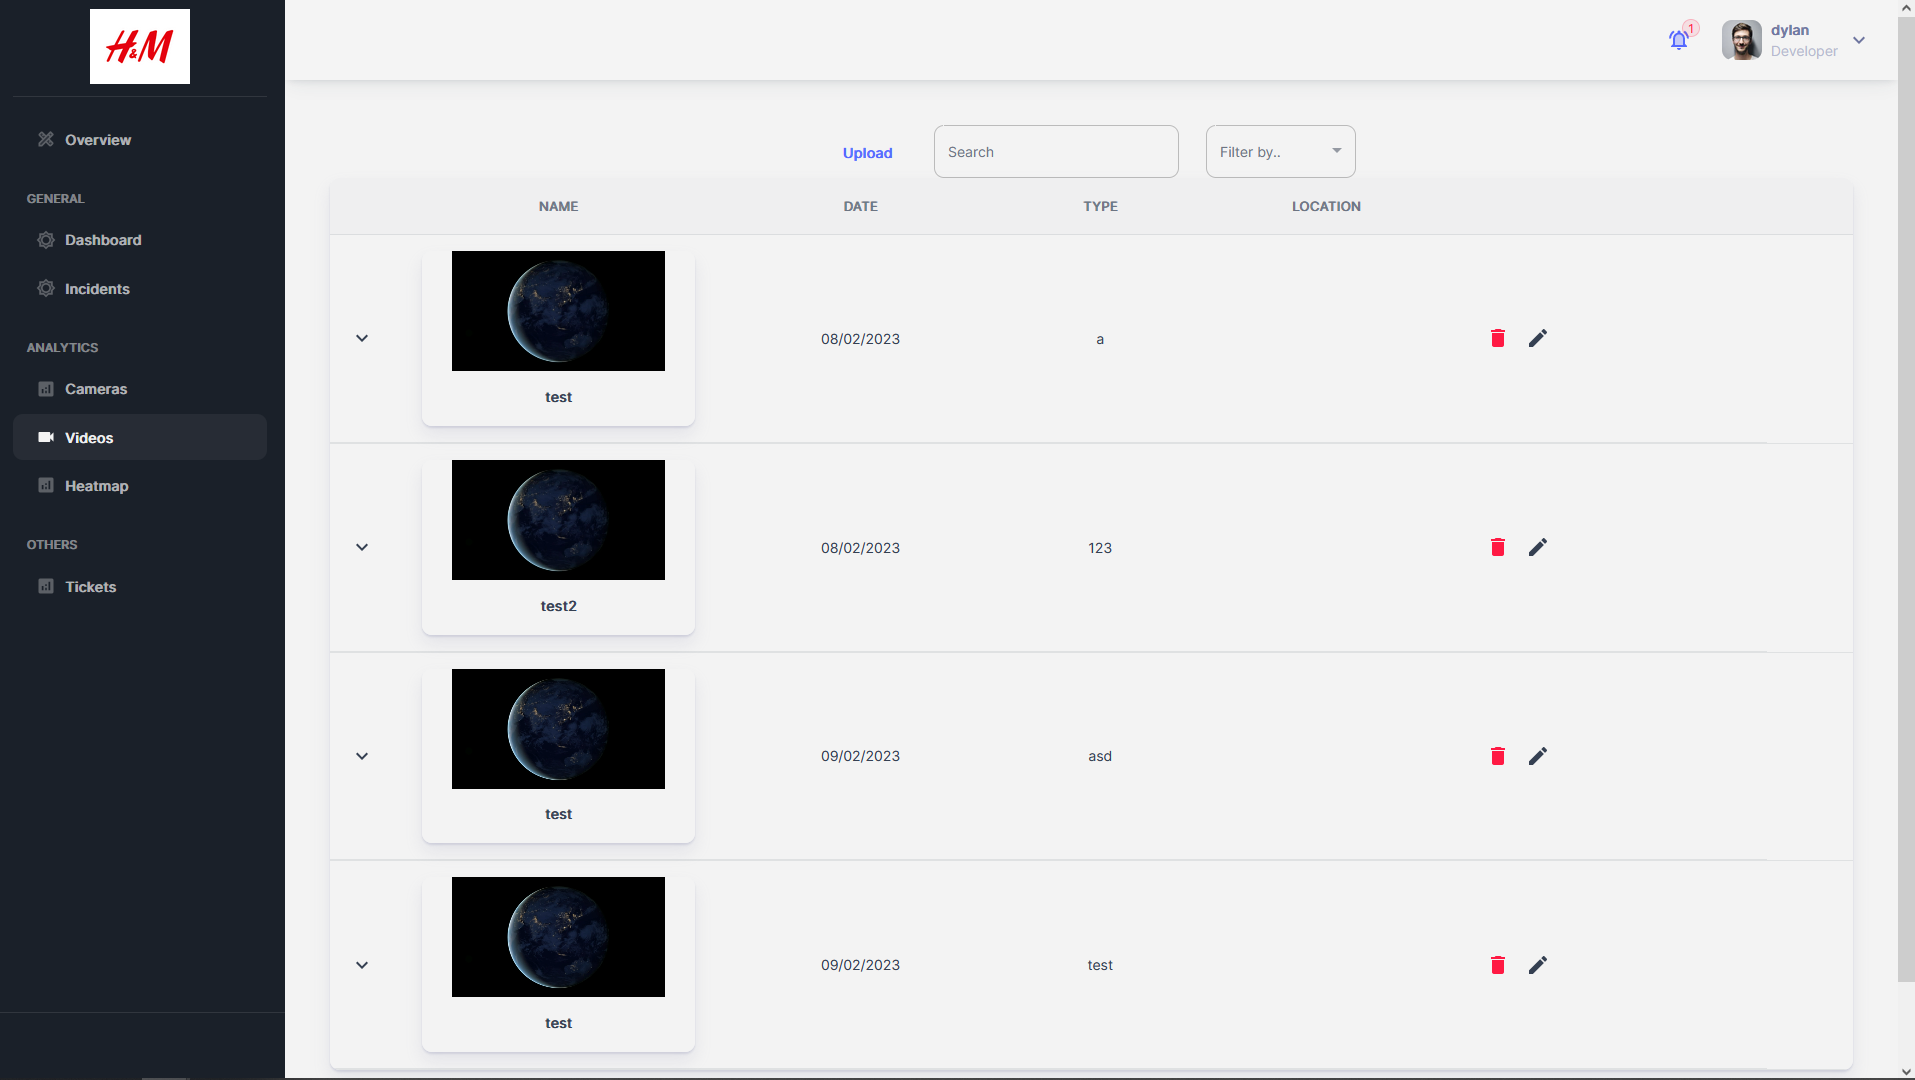 H&M
Overview
GENERAL
Dashboard
Incidents
ANALYTICS
Cameras
Videos
Heatmap
OTHERS
Tickets
1
dylan
Developer
Upload
Search
Filter by..
NAME DATE TYPE LOCATION
08/02/2023 a
test
08/02/2023 123
test2
09/02/2023 asd
test
09/02/2023 test
test